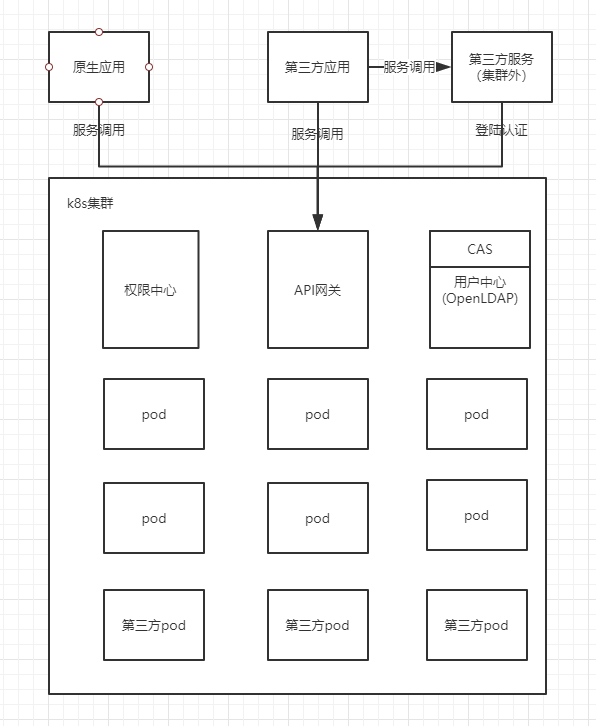 原生应用
第三方应用
服务调用
第三方服务
（集群外）
服务调用
服务调用
登陆认证
k8s集群
权限中心
API网关
CAS
用户中心
(OpenLDAP)
pod
pod
pod
pod
pod
pod
第三方pod
第三方pod
第三方pod